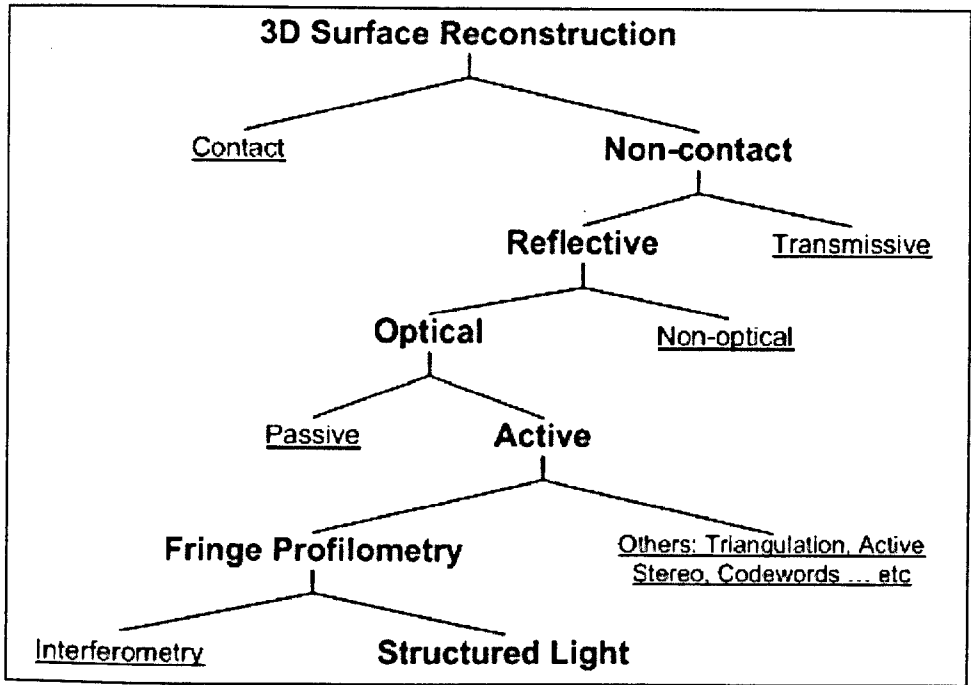 3D Surface Reconstruction
Contact
Non-contact
Reflective
Transmissive
Optical
Non-optical
Passive
Active
Fringe Profilometry
Others: Triangulation, Active
Stereo, Codewords ... etc
Interferometry
Structured Light